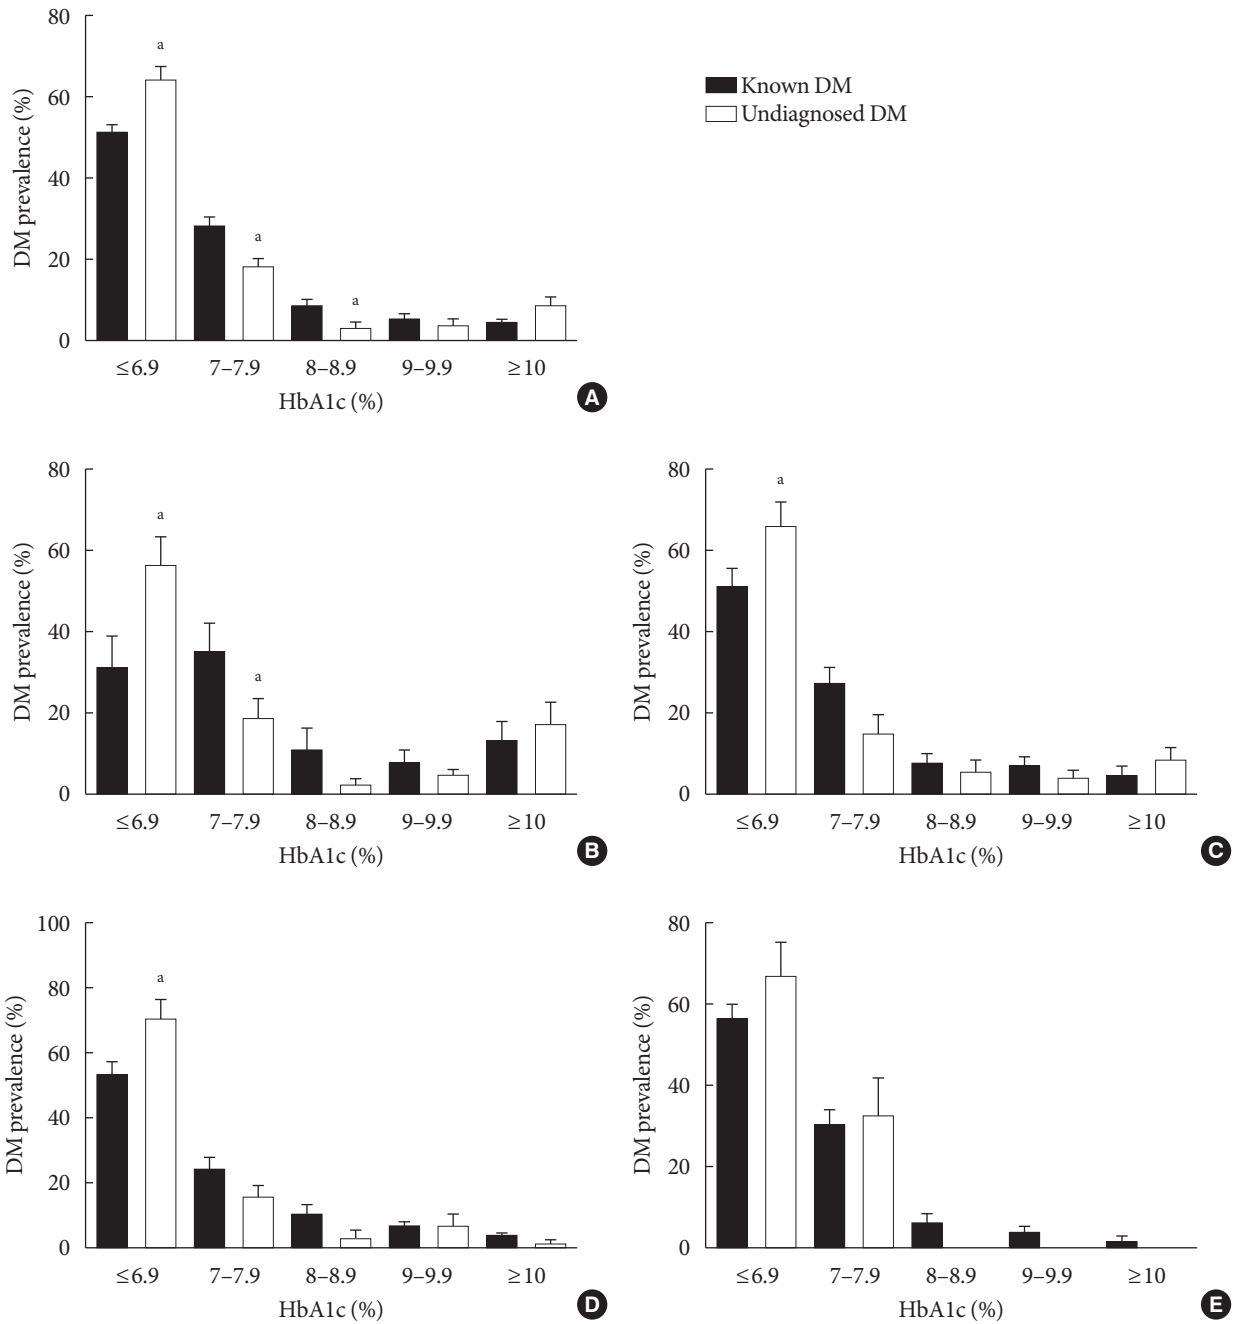 80
60
40
20
0
DM prevalence (%)
a
a
a
≤6.9 7–7.9 8–8.9 9–9.9 ≥10
HbA1c (%)
A
Known DM
Undiagnosed DM
80
60
40
20
0
DM prevalence (%)
a
a
≤6.9 7–7.9 8–8.9 9–9.9 ≥10
HbA1c (%)
B
80
60
40
20
0
DM prevalence (%)
a
≤6.9 7–7.9 8–8.9 9–9.9 ≥10
HbA1c (%)
C
100
80
60
40
20
0
DM prevalence (%)
a
≤6.9 7–7.9 8–8.9 9–9.9 ≥10
HbA1c (%)
D
80
60
40
20
0
DM prevalence (%)
≤6.9 7–7.9 8–8.9 9–9.9 ≥10
HbA1c (%)
E